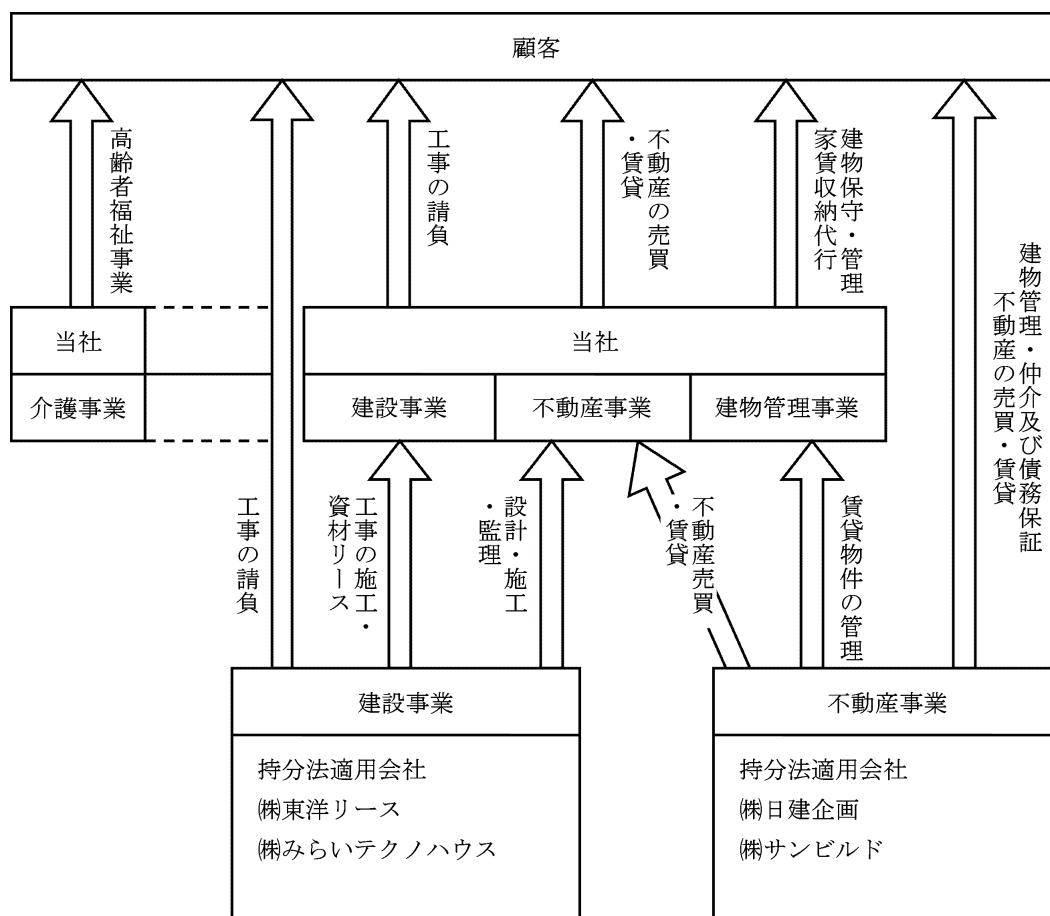 顧客
高齢者福祉事業
工事の請負
不動産の売買
・賃貸
建物保守・管理
家賃収納代行
建物管理・仲介及び債務保証
不動産の売買・賃貸
当社
介護事業
当社
建設事業
不動産事業
建物管理事業
工事の請負
工事の施工・
資材リース
設計・施工
・監理
不動産売買
・賃貸
賃貸物件の管理
建設事業
持分法適用会社
㈱東洋リース
㈱みらいテクノハウス
不動産事業
持分法適用会社
㈱日建企画
㈱サンビルド